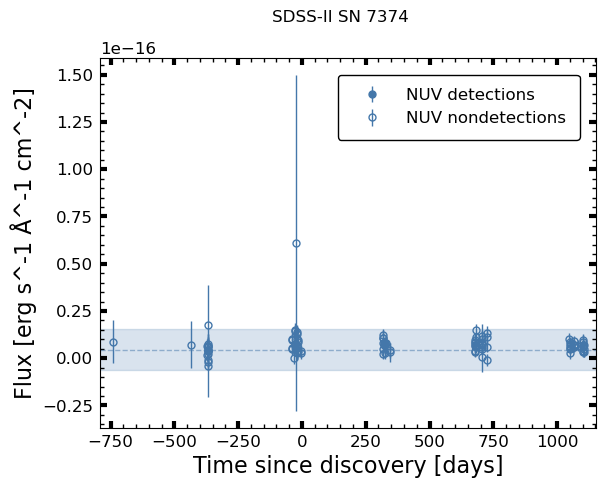 SDSS-II SN 7374
1e−16
NUV detections
NUV nondetections
1.50
1.25
1.00
0.75
0.50
0.25
0.00
−0.25
Flux [erg s^-1 Å^-1 cm^-2]
−750 −500 −250 0 250 500 750 1000
Time since discovery [days]